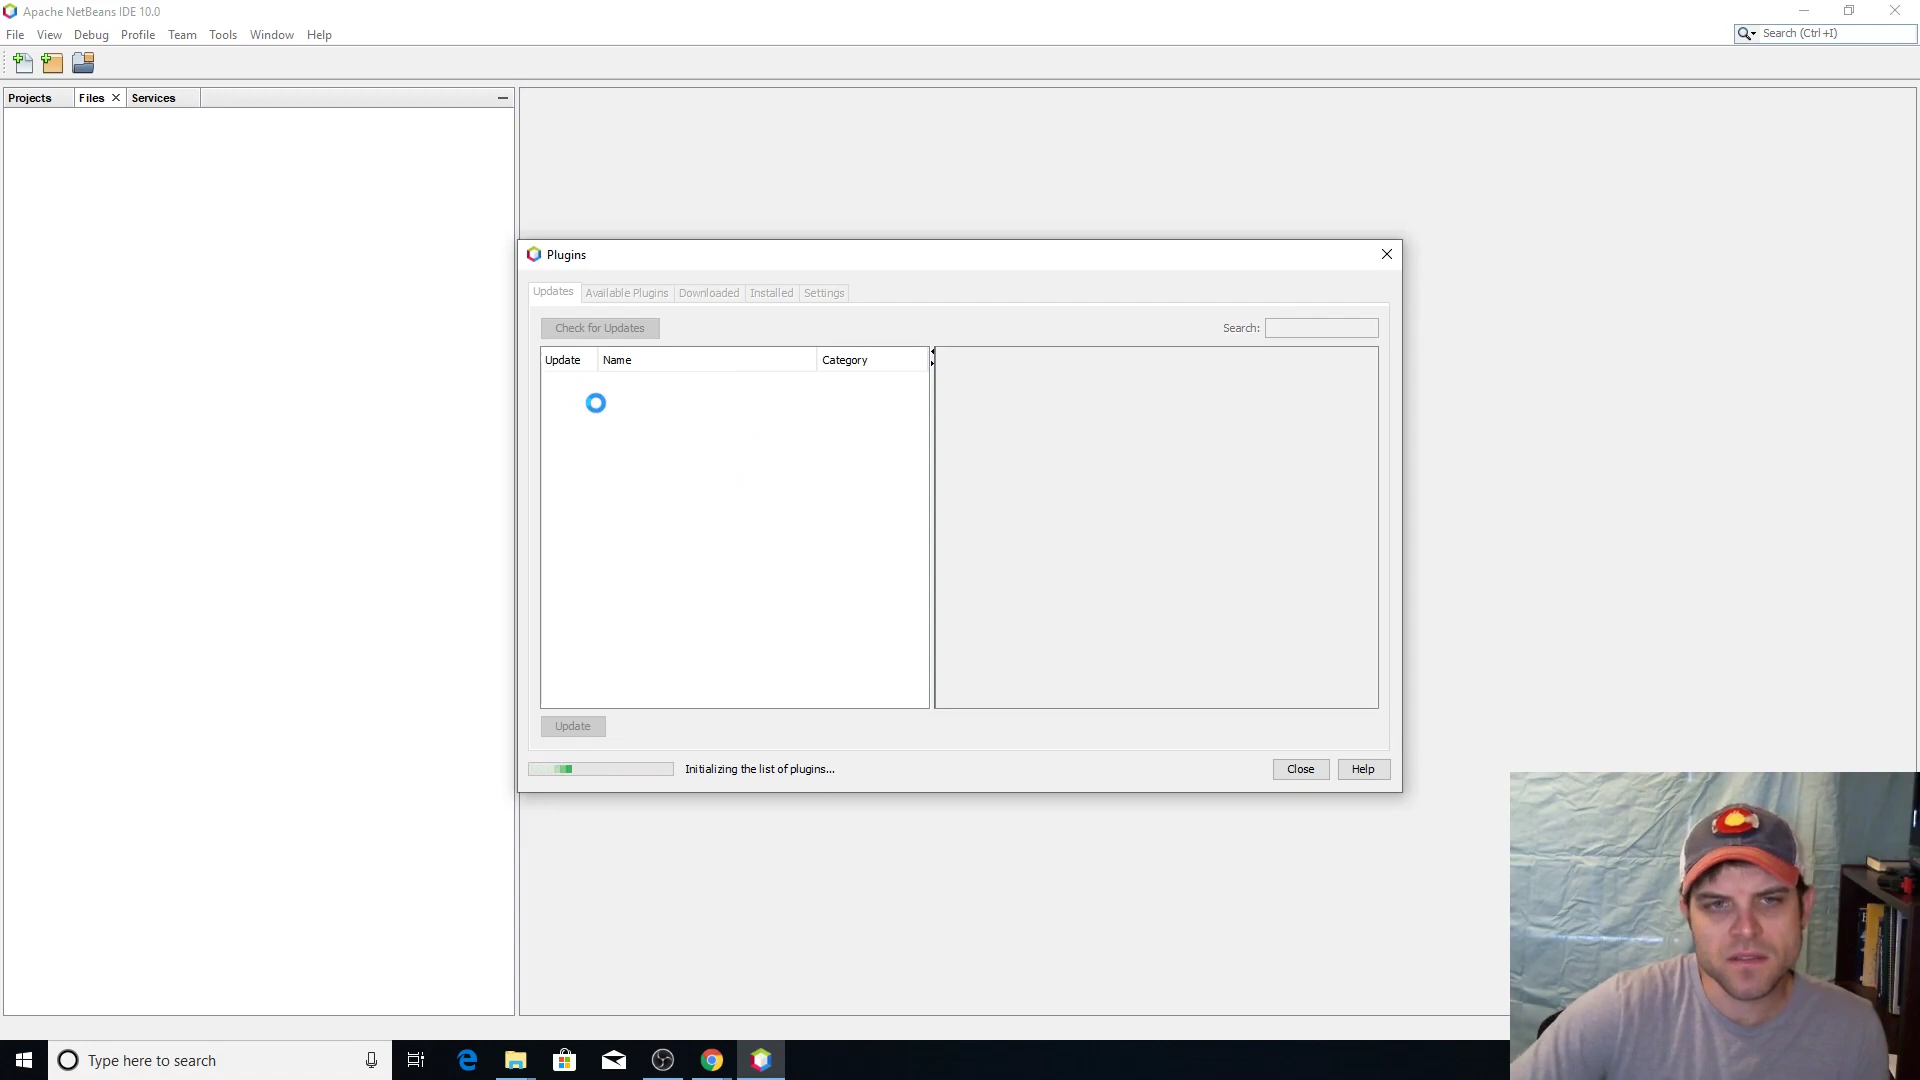 Apache NetBeans IDE 10.0
File View Debug Profile Team Tools Window Help
Search (Ctrl+I)
Projects Files Services
Plugins
Updates Available Plugins Downloaded Installed Settings
Check for Updates Search:
Update Name Category
Update
Initializing the list of plugins... Close Help
Type here to search